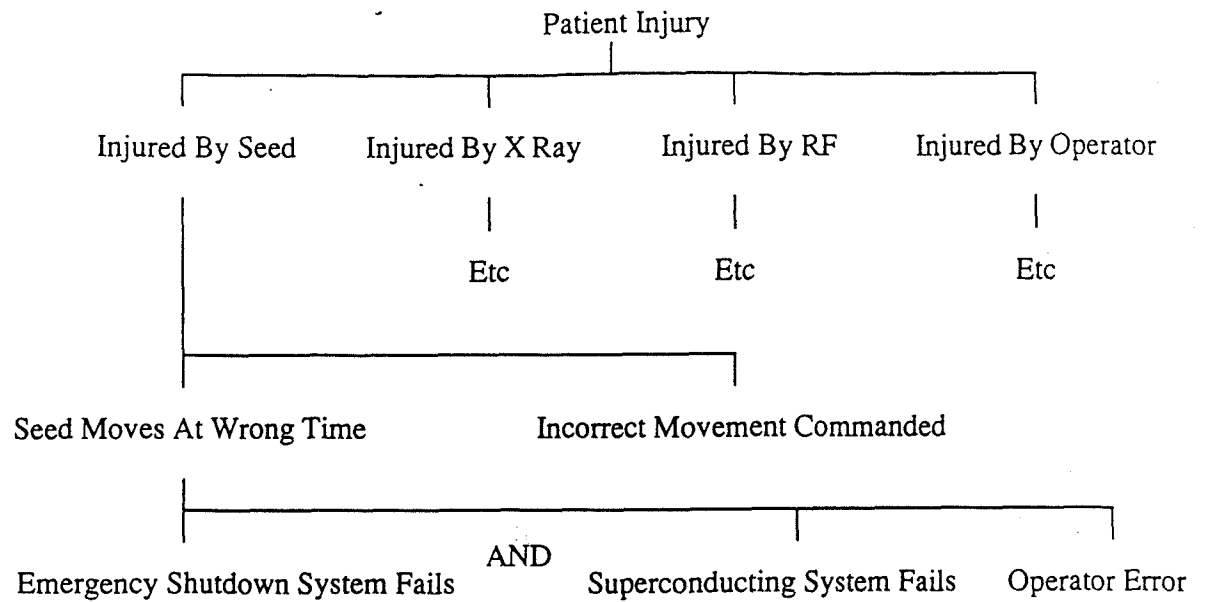 Patient Injury
Injured By Seed Injured By X Ray Injured By RF Injured By Operator
Etc Etc Etc
Seed Moves At Wrong Time Incorrect Movement Commanded
AND
Emergency Shutdown System Fails Superconducting System Fails Operator Error